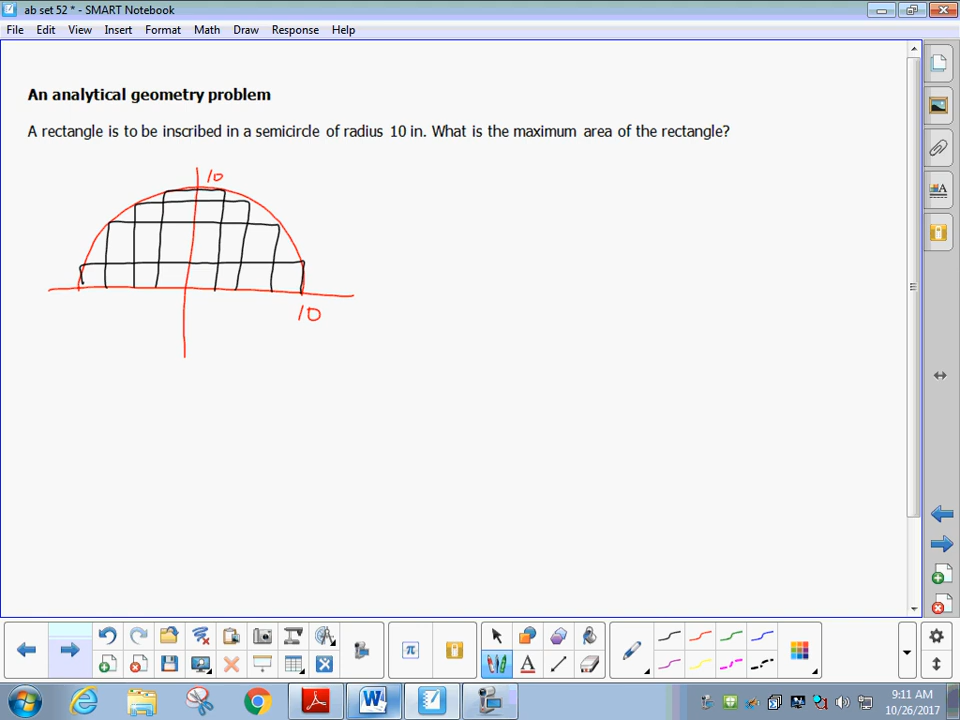 ab set 52 * - SMART Notebook
File Edit View Insert Format Math Draw Response Help
An analytical geometry problem
A rectangle is to be inscribed in a semicircle of radius 10 in. What is the maximum area of the rectangle?
10
10
π
A
9:11 AM
10/26/2017